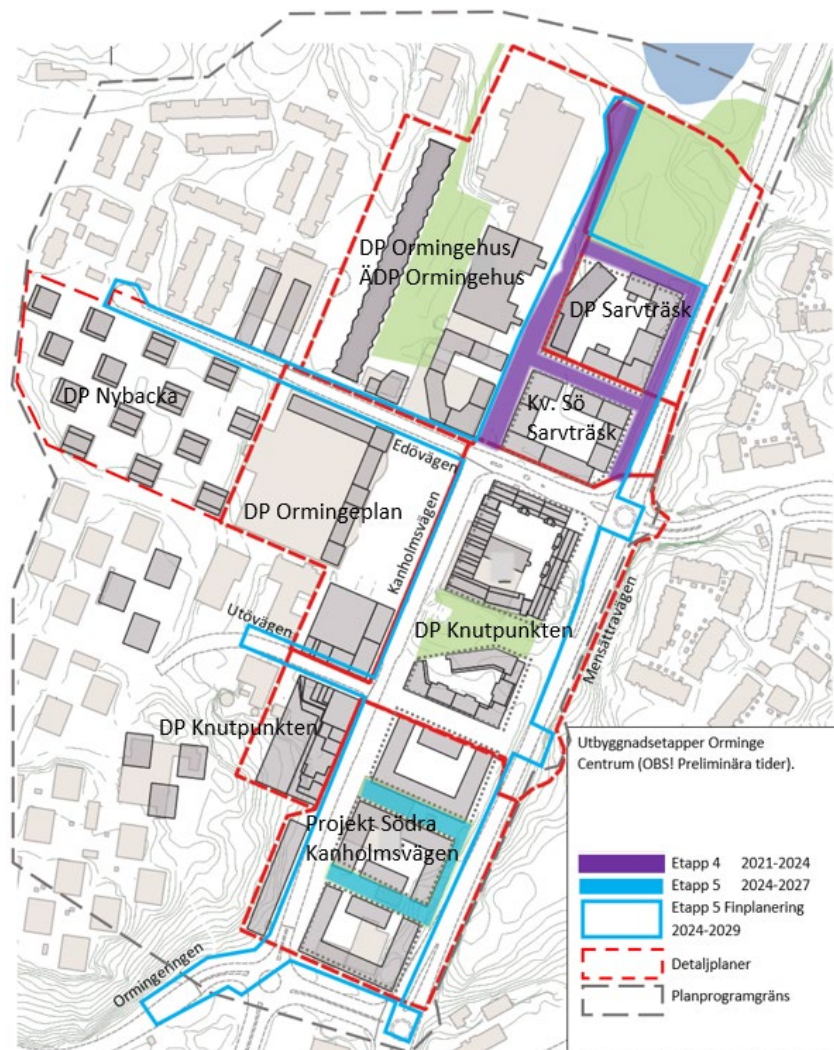 DP Ormingehus/
ÄDP Ormingehus
DP Sarvträsk
DP Nybacka
Kv. Sö
Sarvträsk
Edövägen
DP Ormingeplan
Kanholmsvägen
Utövägen
DP Knutpunkten
Mensättravägen
DP Knutpunkten
Projekt Södra
Kanholmsvägen
Ormingeringen
Utbyggnadsetapper Orminge
Centrum (OBS! Preliminära tider).
Etapp 4 2021-2024
Etapp 5 2024-2027
Etapp 5 Finplanering
2024-2029
Detaljplaner
Planprogramgräns